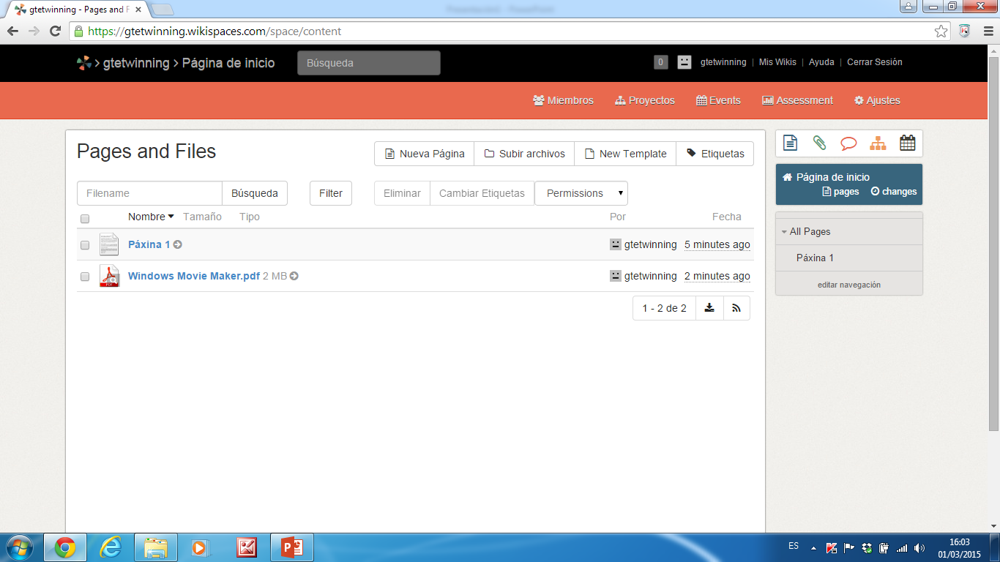 gtetwinning - Pages and F
https://gtetwinning.wikispaces.com/space/content
> gtetwinning > Página de inicio
Búsqueda
0 gtetwinning | Mis Wikis | Ayuda | Cerrar Sesión
Miembros Proyectos Events Assessment Ajustes
Pages and Files
Nueva Página Subir archivos New Template Etiquetas
Filename Búsqueda Filter Eliminar Cambiar Etiquetas Permissions
Nombre Tamaño Tipo Por Fecha
Páxina 1 gtetwinning 5 minutes ago
Windows Movie Maker.pdf 2 MB gtetwinning 2 minutes ago
1 - 2 de 2
Página de inicio
pages changes
All Pages
Páxina 1
editar navegación
ES
16:03
01/03/2015